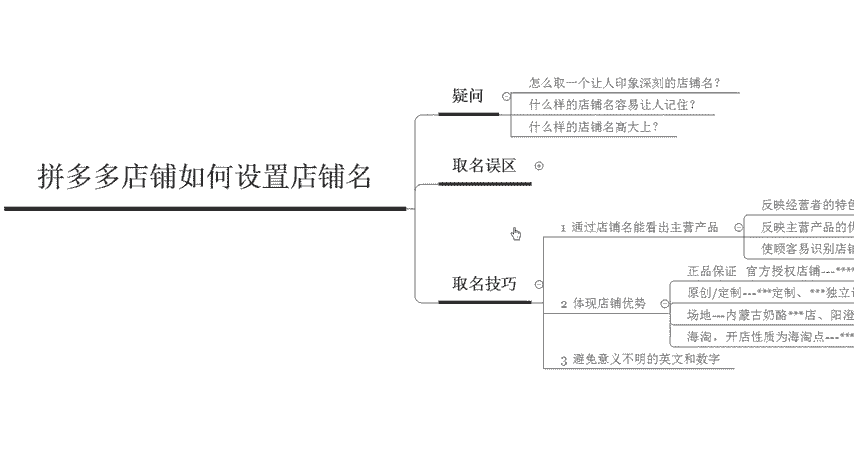 拼多多店铺如何设置店铺名
疑问
怎么取一个让人印象深刻的店铺名？
什么样的店铺名容易让人记住？
什么样的店铺名高大上？
取名误区
取名技巧
1 通过店铺名能看出主营产品
反映经营者的特色
反映主营产品的优
使顾客易识别店铺
2 体现店铺优势
正品保证 官方授权店铺---****
原创/定制---***定制、***独立设
场地---内蒙古奶酪***店、阳澄
海淘，开店性质为海淘点---**
3 避免意义不明的英文和数字